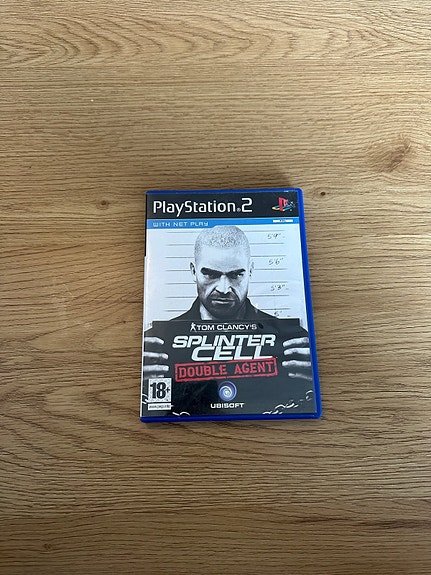 PlayStation®2
WITH NET PLAY
5'9"
5'6"
5'3"
5'
TOM CLANCY'S
SPLINTER
CELL
DOUBLE AGENT
18+
UBISOFT